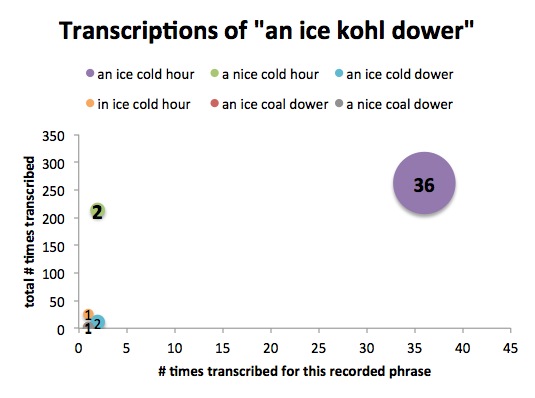 Transcriptions of "an ice kohl dower"
an ice cold hour a nice cold hour an ice cold dower
in ice cold hour an ice coal dower a nice coal dower
total # times transcribed
350
300
250
200
150
100
50
0
36
2
1
2
1
0 5 10 15 20 25 30 35 40 45
# times transcribed for this recorded phrase